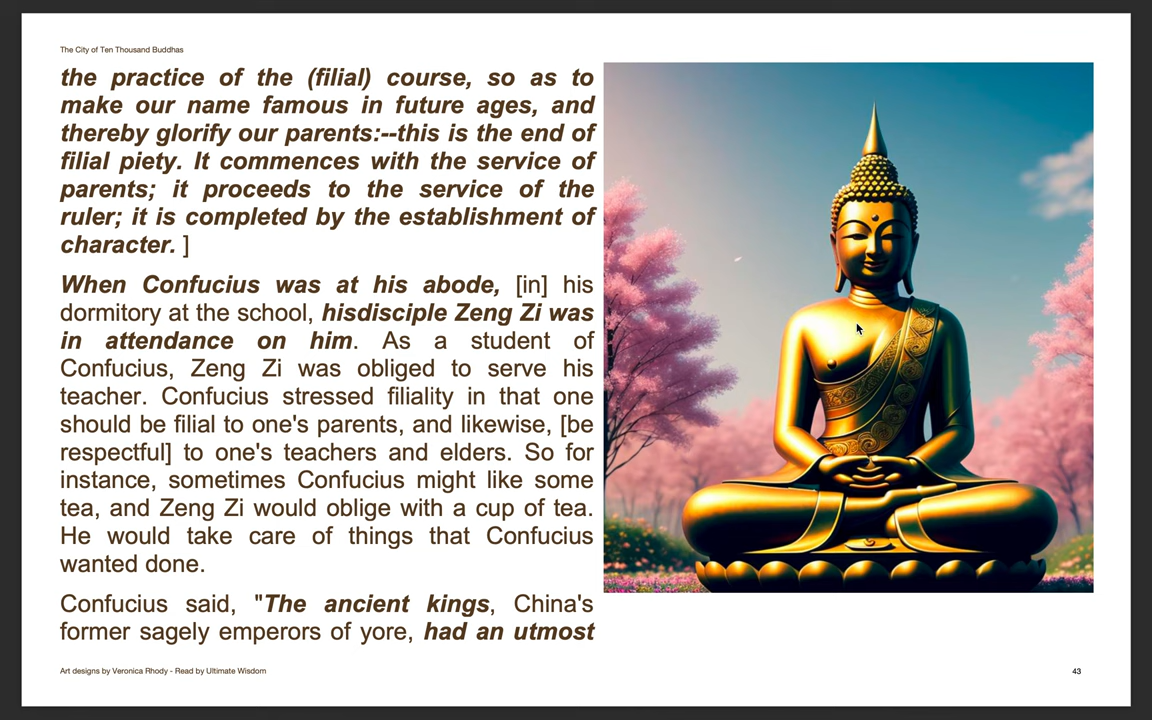 The City of Ten Thousand Buddhas
the practice of the (filial) course, so as to
make our name famous in future ages, and
thereby glorify our parents:--this is the end of
filial piety. It commences with the service of
parents; it proceeds to the service of the
ruler; it is completed by the establishment of
character. ]
When Confucius was at his abode, [in] his
dormitory at the school, hisdisciple Zeng Zi was
in attendance on him. As a student of
Confucius, Zeng Zi was obliged to serve his
teacher. Confucius stressed filiality in that one
should be filial to one's parents, and likewise, [be
respectful] to one's teachers and elders. So for
instance, sometimes Confucius might like some
tea, and Zeng Zi would oblige with a cup of tea.
He would take care of things that Confucius
wanted done.
Confucius said, "The ancient kings, China's
former sagely emperors of yore, had an utmost
Art designs by Veronica Rhody - Read by Ultimate Wisdom
43